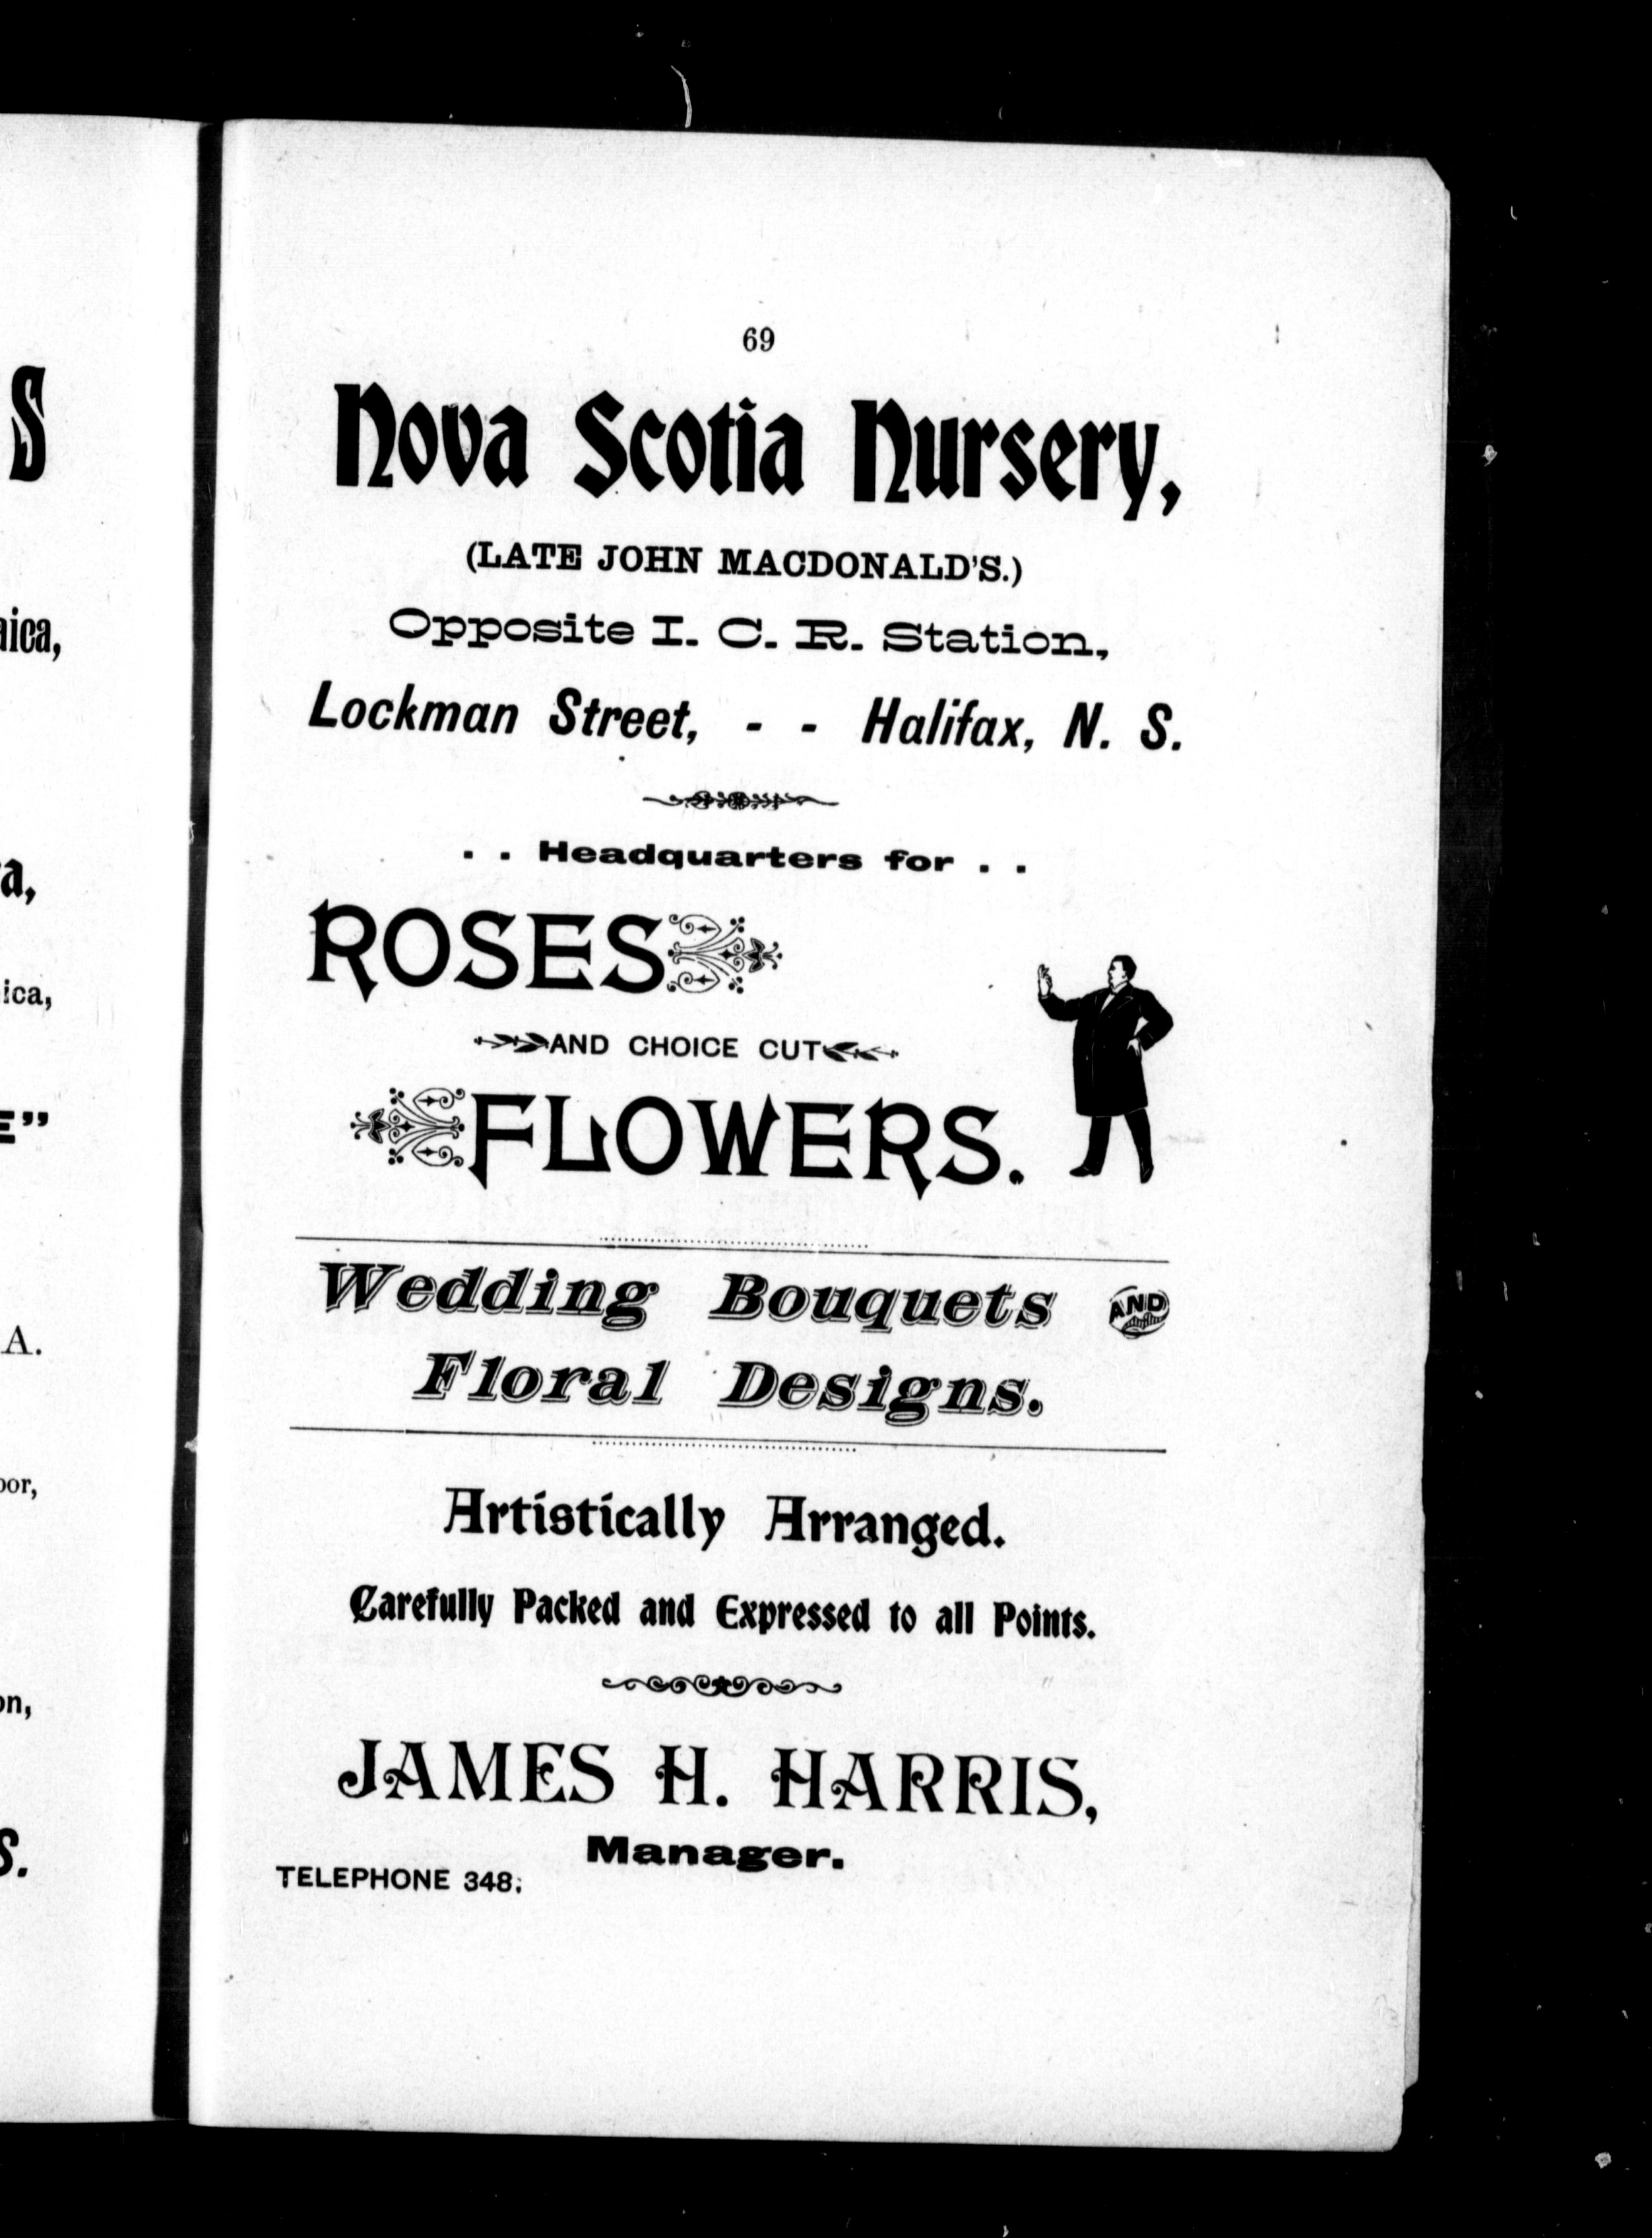 69
Nova Scotia Nursery,
(LATE JOHN MACDONALD'S.)
Opposite I. C. R. Station,
Lockman Street, - - Halifax, N. S.
. . Headquarters for . .
ROSES
AND CHOICE CUT
FLOWERS.
Wedding Bouquets AND
Floral Designs.
Artistically Arranged.
Carefully Packed and Expressed to all Points.
JAMES H. HARRIS,
Manager.
TELEPHONE 348.